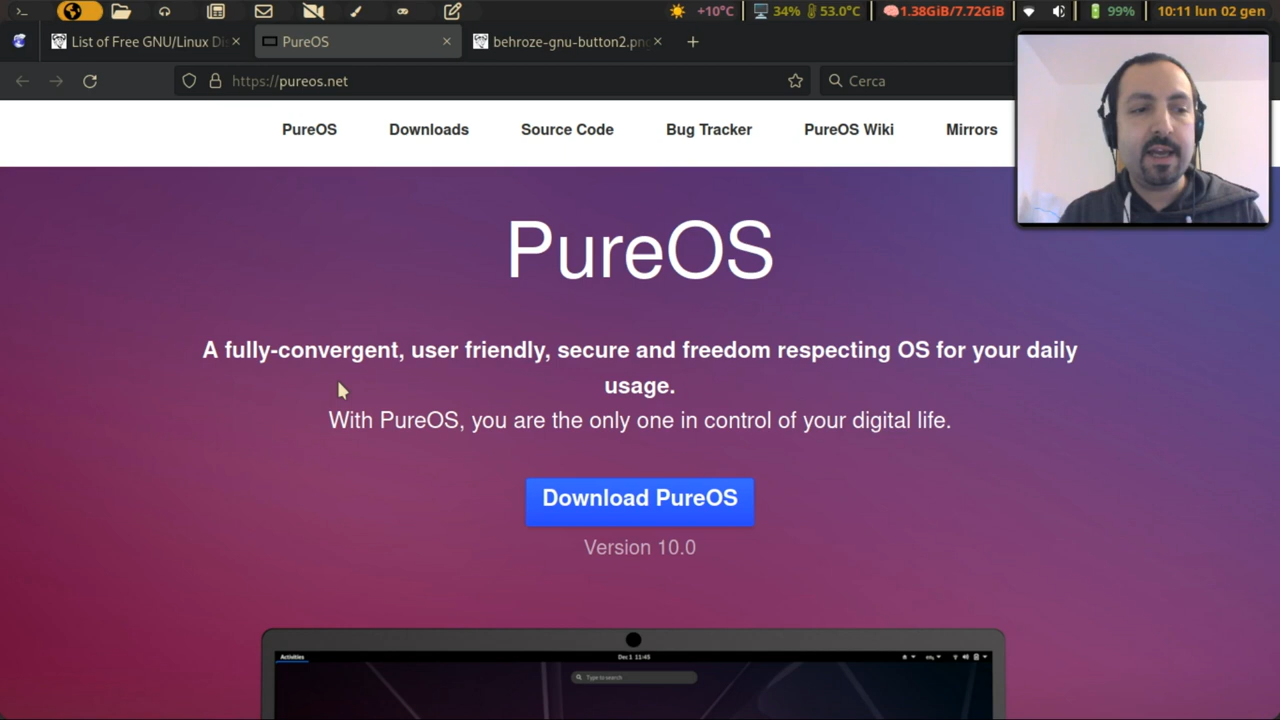 +10°C 34% 53.0°C 1.38GiB/7.72GiB 99% 10:11 lun 02 gen
List of Free GNU/Linux Di
PureOS
behroze-gnu-button2.pn
https://pureos.net
Cerca
PureOS Downloads Source Code Bug Tracker PureOS Wiki Mirrors
PureOS
A fully-convergent, user friendly, secure and freedom respecting OS for your daily
usage.
With PureOS, you are the only one in control of your digital life.
Download PureOS
Version 10.0
Activities
Dec 1 11:45
Type to search